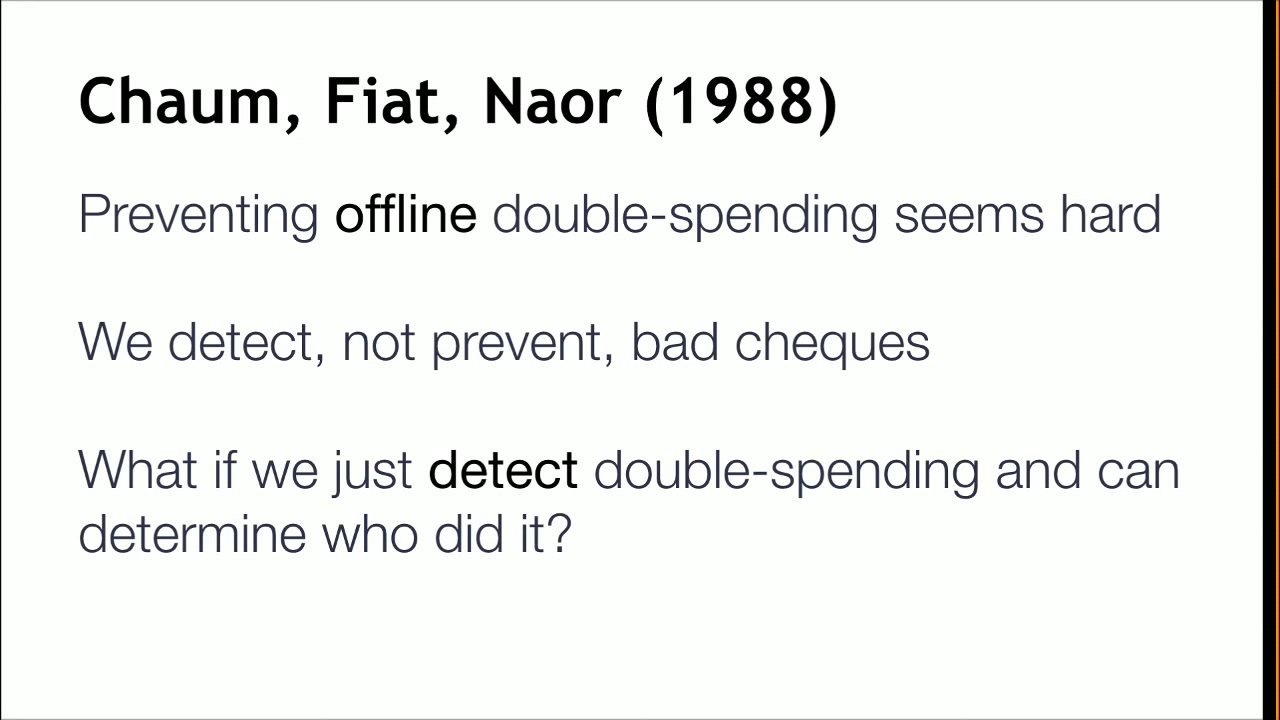 Chaum, Fiat, Naor (1988)
Preventing offline double-spending seems hard
We detect, not prevent, bad cheques
What if we just detect double-spending and can
determine who did it?